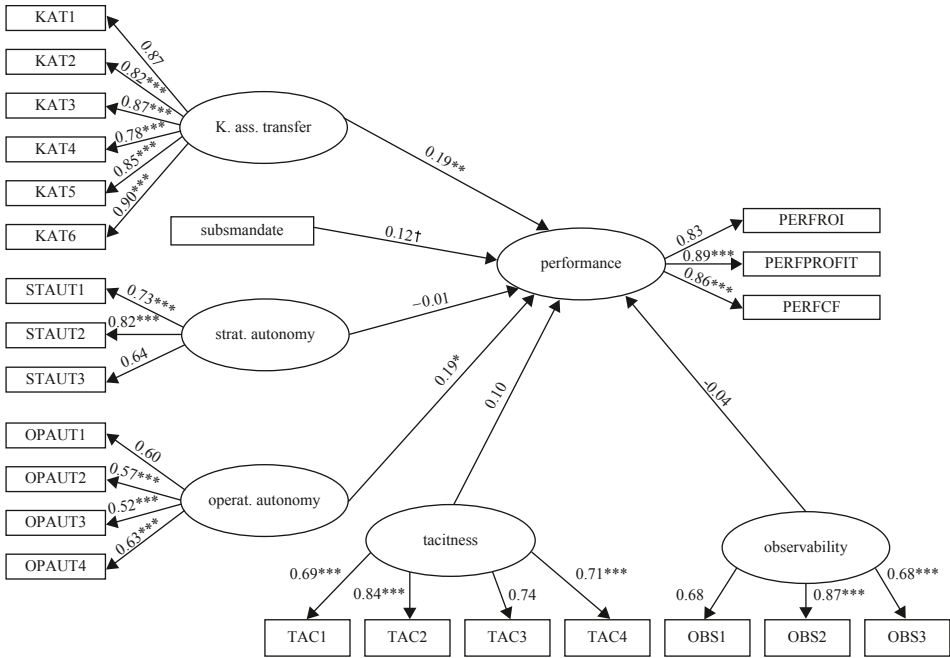 KAT1
KAT2
KAT3
KAT4
KAT5
KAT6
0.87
0.82***
0.87***
0.78***
0.85***
0.90***
K. ass. transfer
0.19**
subsmandate
0.12†
performance
0.83
0.89***
0.86***
PERFROI
PERFPROFIT
PERFCF
STAUT1
STAUT2
STAUT3
0.73***
0.82***
0.64
strat. autonomy
−0.01
OPAUT1
OPAUT2
OPAUT3
OPAUT4
0.60
0.57***
0.52***
0.63***
operat. autonomy
0.19*
0.10
-0.04
tacitness
0.69***
0.84***
0.74
0.71***
TAC1
TAC2
TAC3
TAC4
observability
0.68
0.87***
0.68***
OBS1
OBS2
OBS3